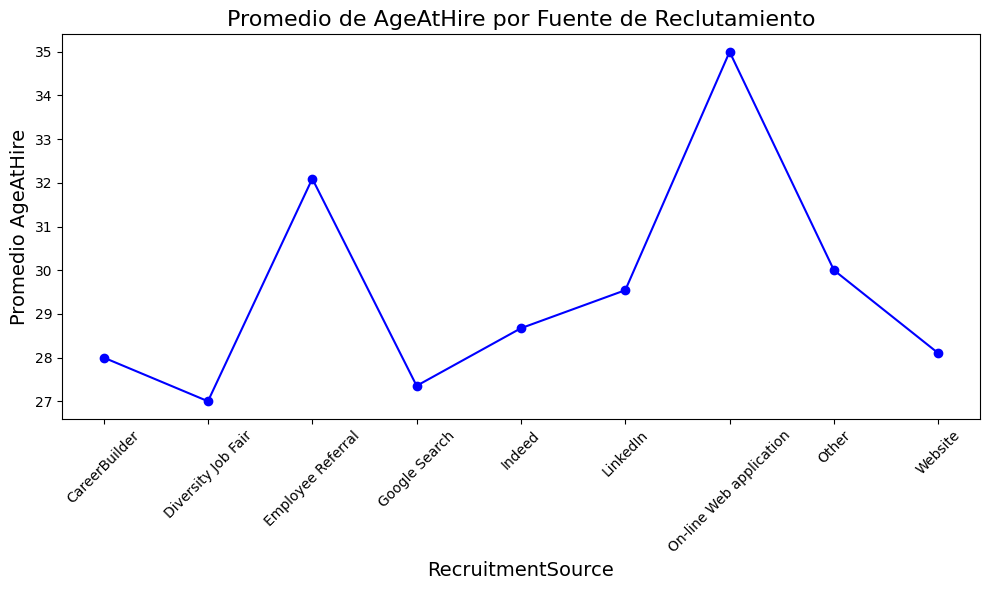 Promedio de AgeAtHire por Fuente de Reclutamiento
Promedio AgeAtHire
35
34
33
32
31
30
29
28
27
CareerBuilder
Diversity Job Fair
Employee Referral
Google Search
Indeed
LinkedIn
On-line Web application
Other
Website
RecruitmentSource